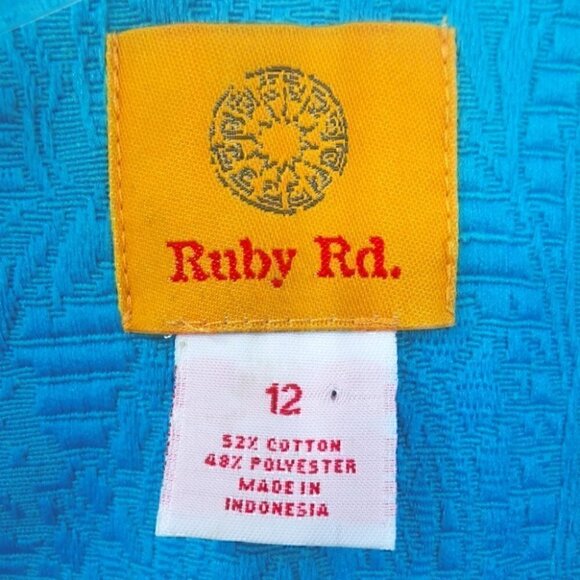 Ruby Rd.
12
52% COTTON
48% POLYESTER
MADE IN
INDONESIA